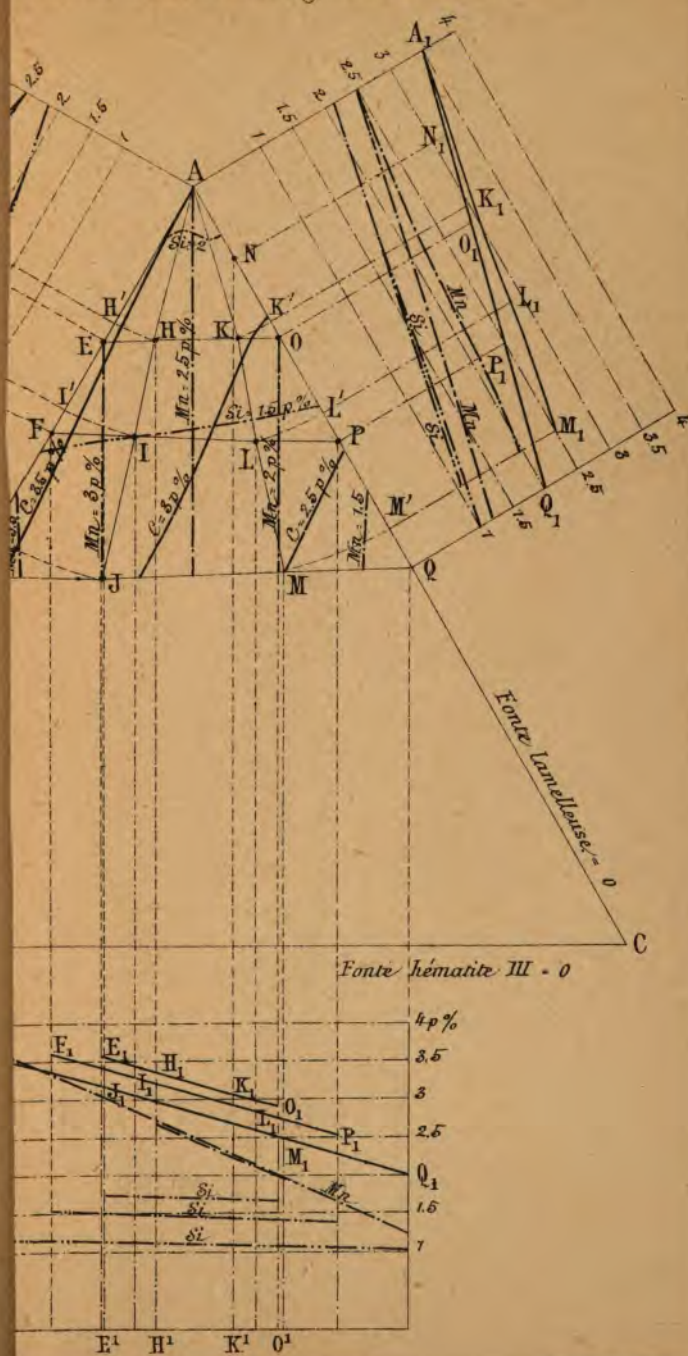 2.5
2
1.5
1
A
A₁
4
3
2.5
2
1.5
1
N₁
K₁
O₁
L₁
P₁
M₁
Q₁
Mn
Mn
Si
Si
1
1.5
2.5
3
3.5
4
N
H'
K'
E
H
K
O
Mn = 2.5 p%
I'
Si = 1.5 p%
L'
F
I
L
P
C = 3.5 p%
Mn = 3 p%
C = 3 p%
Mn = 2 p%
C = 2.5 p%
Mn = 1.5
M'
J
M
Q
Fonte lamelleuse = 0
C
Fonte hématite III = 0
4 p%
F₁
E₁
H₁
3,5
I₁
J₁
K₁
O₁
3
L₁
P₁
2.5
M₁
Q₁
Si
Mn
Si
1.5
Si
1
E¹
H¹
K¹
O¹